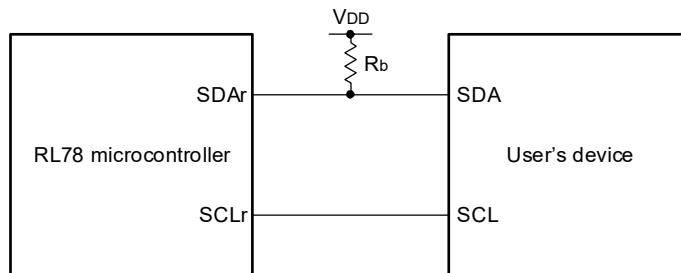 VDD
Rb
SDAr
SDA
RL78 microcontroller
User's device
SCLr
SCL